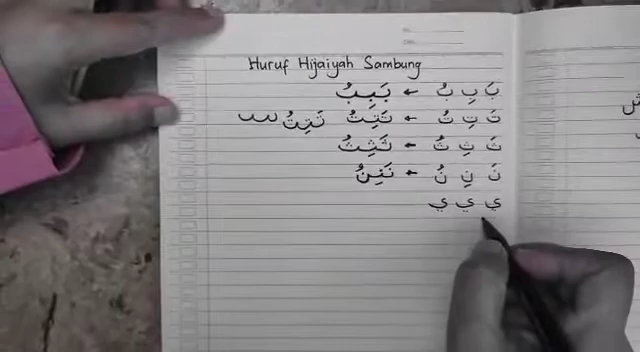 Huruf Hijaiyah Sambung
بَ بِ بُ ← بَبِبُ
تَ تِ تُ ← تَتِتُ تَتِتُ
ثَ ثِ ثُ ← ثَثِثُ
نَ نِ نُ ← نَنِنُ
ي ي ي